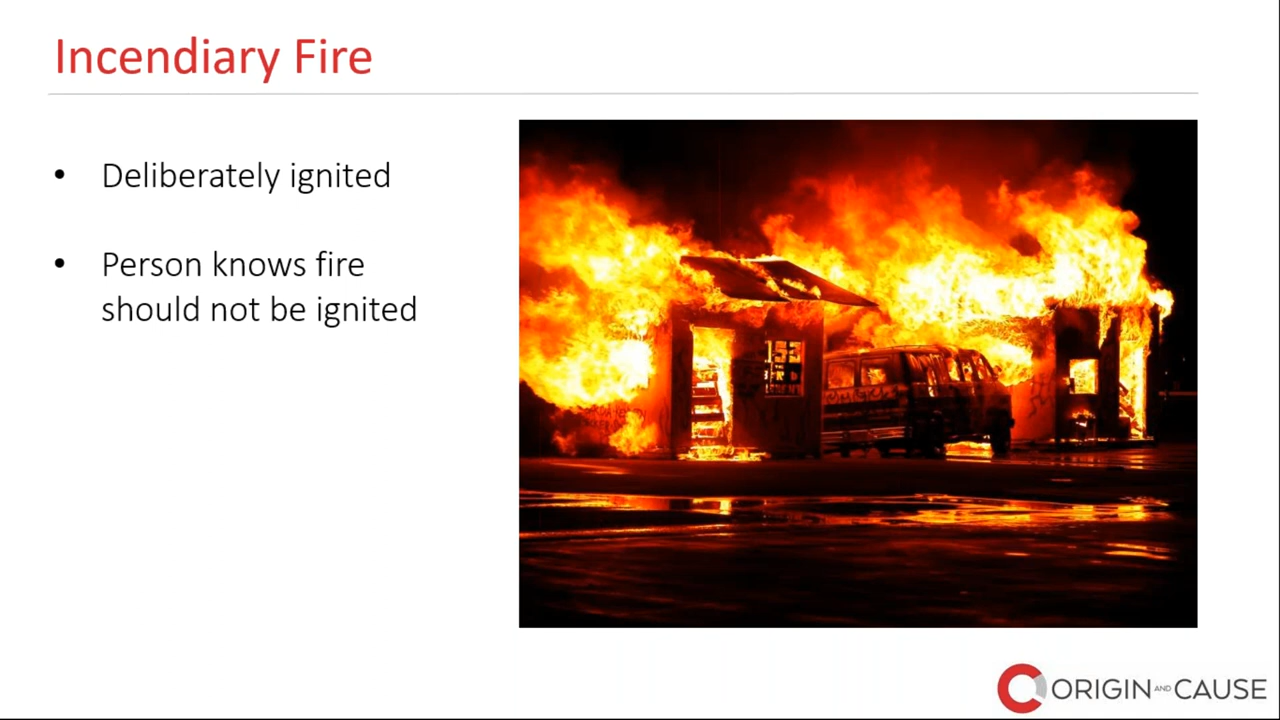 Incendiary Fire
• Deliberately ignited
• Person knows fire
should not be ignited
ORIGIN AND CAUSE